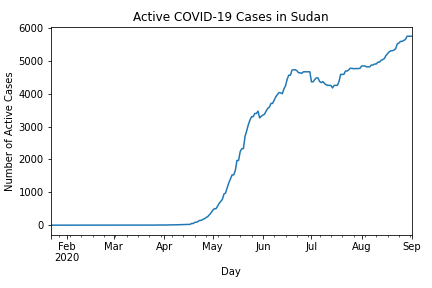 Active COVID-19 Cases in Sudan
6000
5000
4000
3000
2000
1000
0
Number of Active Cases
Feb Mar Apr May Jun Jul Aug Sep
2020
Day